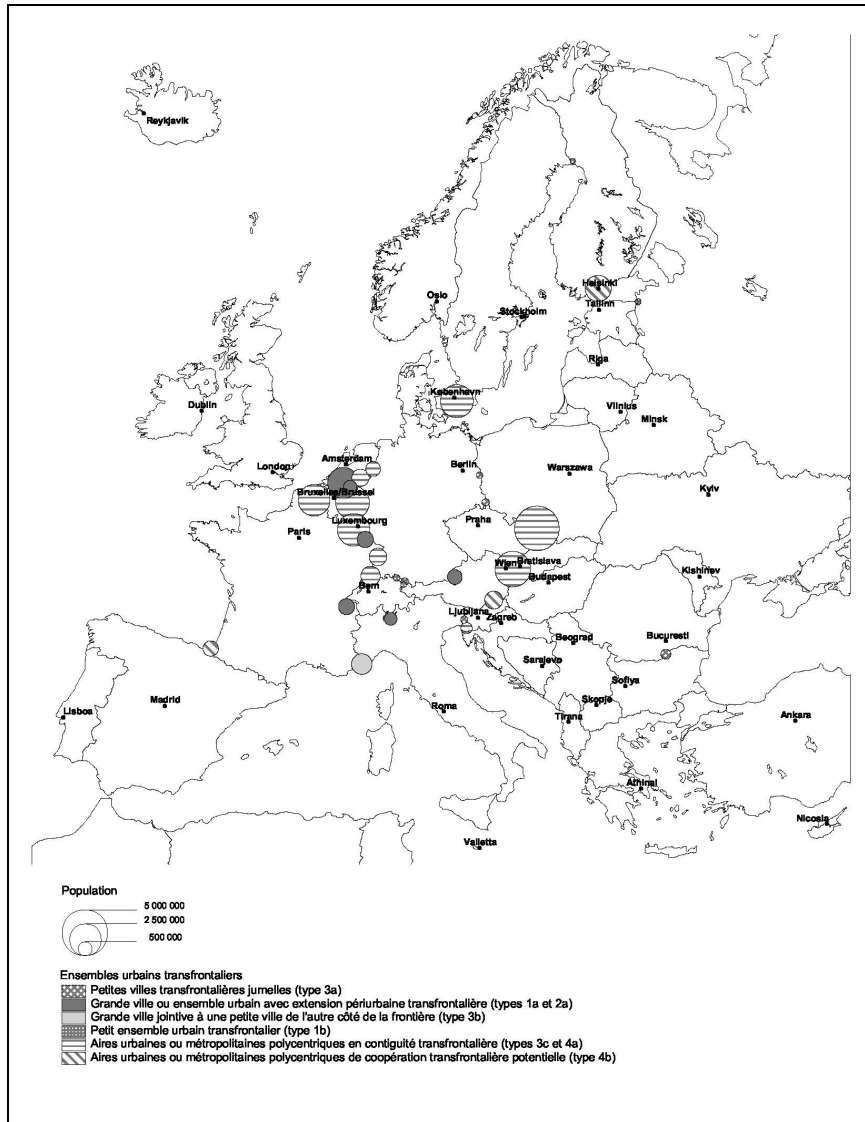 Reykjavik
Helsinki
Oslo
Tallinn
Stockholm
Riga
København
Dublin
Vilnius
Minsk
Amsterdam
London
Berlin
Warszawa
Bruxelles/Brussel
Kyiv
Luxembourg
Praha
Paris
Wien
Bratislava
Budapest
Kishinev
Bern
Ljubljana
Zagreb
Beograd
Bucuresti
Sarajevo
Sofiya
Madrid
Skopje
Lisboa
Roma
Tirana
Ankara
Athinai
Nicosia
Valletta
Population
5 000 000
2 500 000
500 000
Ensembles urbains transfrontaliers
Petites villes transfrontalières jumelles (type 3a)
Grande ville ou ensemble urbain avec extension périurbaine transfrontalière (types 1a et 2a)
Grande ville jointive à une petite ville de l'autre côté de la frontière (type 3b)
Petit ensemble urbain transfrontalier (type 1b)
Aires urbaines ou métropolitaines polycentriques en contiguité transfrontalière (types 3c et 4a)
Aires urbaines ou métropolitaines polycentriques de coopération transfrontalière potentielle (type 4b)